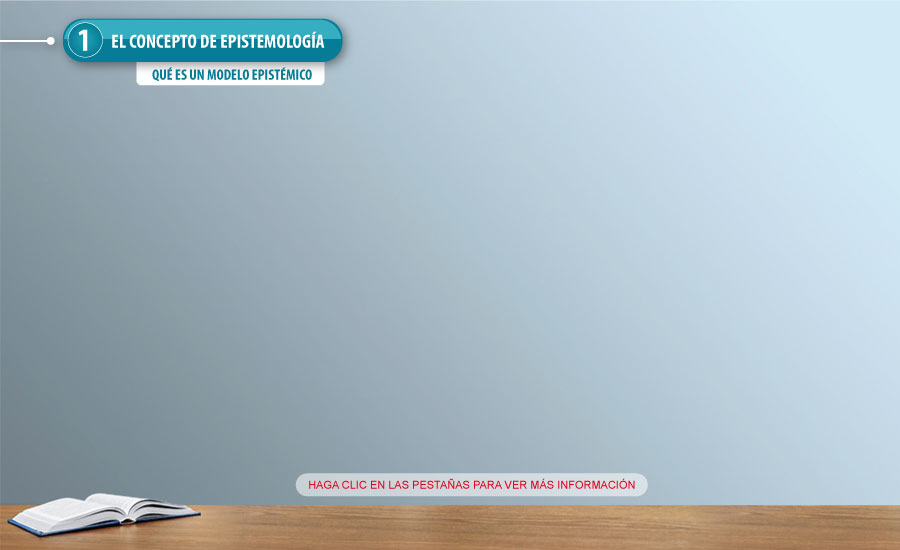 1 EL CONCEPTO DE EPISTEMOLOGÍA
QUÉ ES UN MODELO EPISTÉMICO
HAGA CLIC EN LAS PESTAÑAS PARA VER MÁS INFORMACIÓN